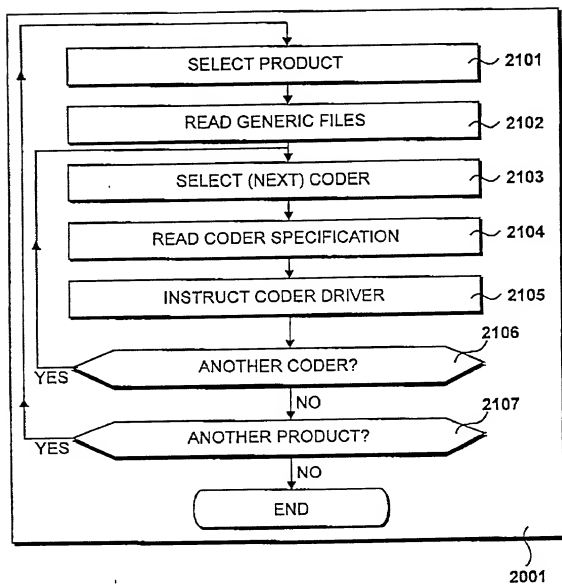 SELECT PRODUCT 2101
READ GENERIC FILES 2102
SELECT (NEXT) CODER 2103
READ CODER SPECIFICATION 2104
INSTRUCT CODER DRIVER 2105
ANOTHER CODER? 2106
YES
NO
ANOTHER PRODUCT? 2107
YES
NO
END
2001